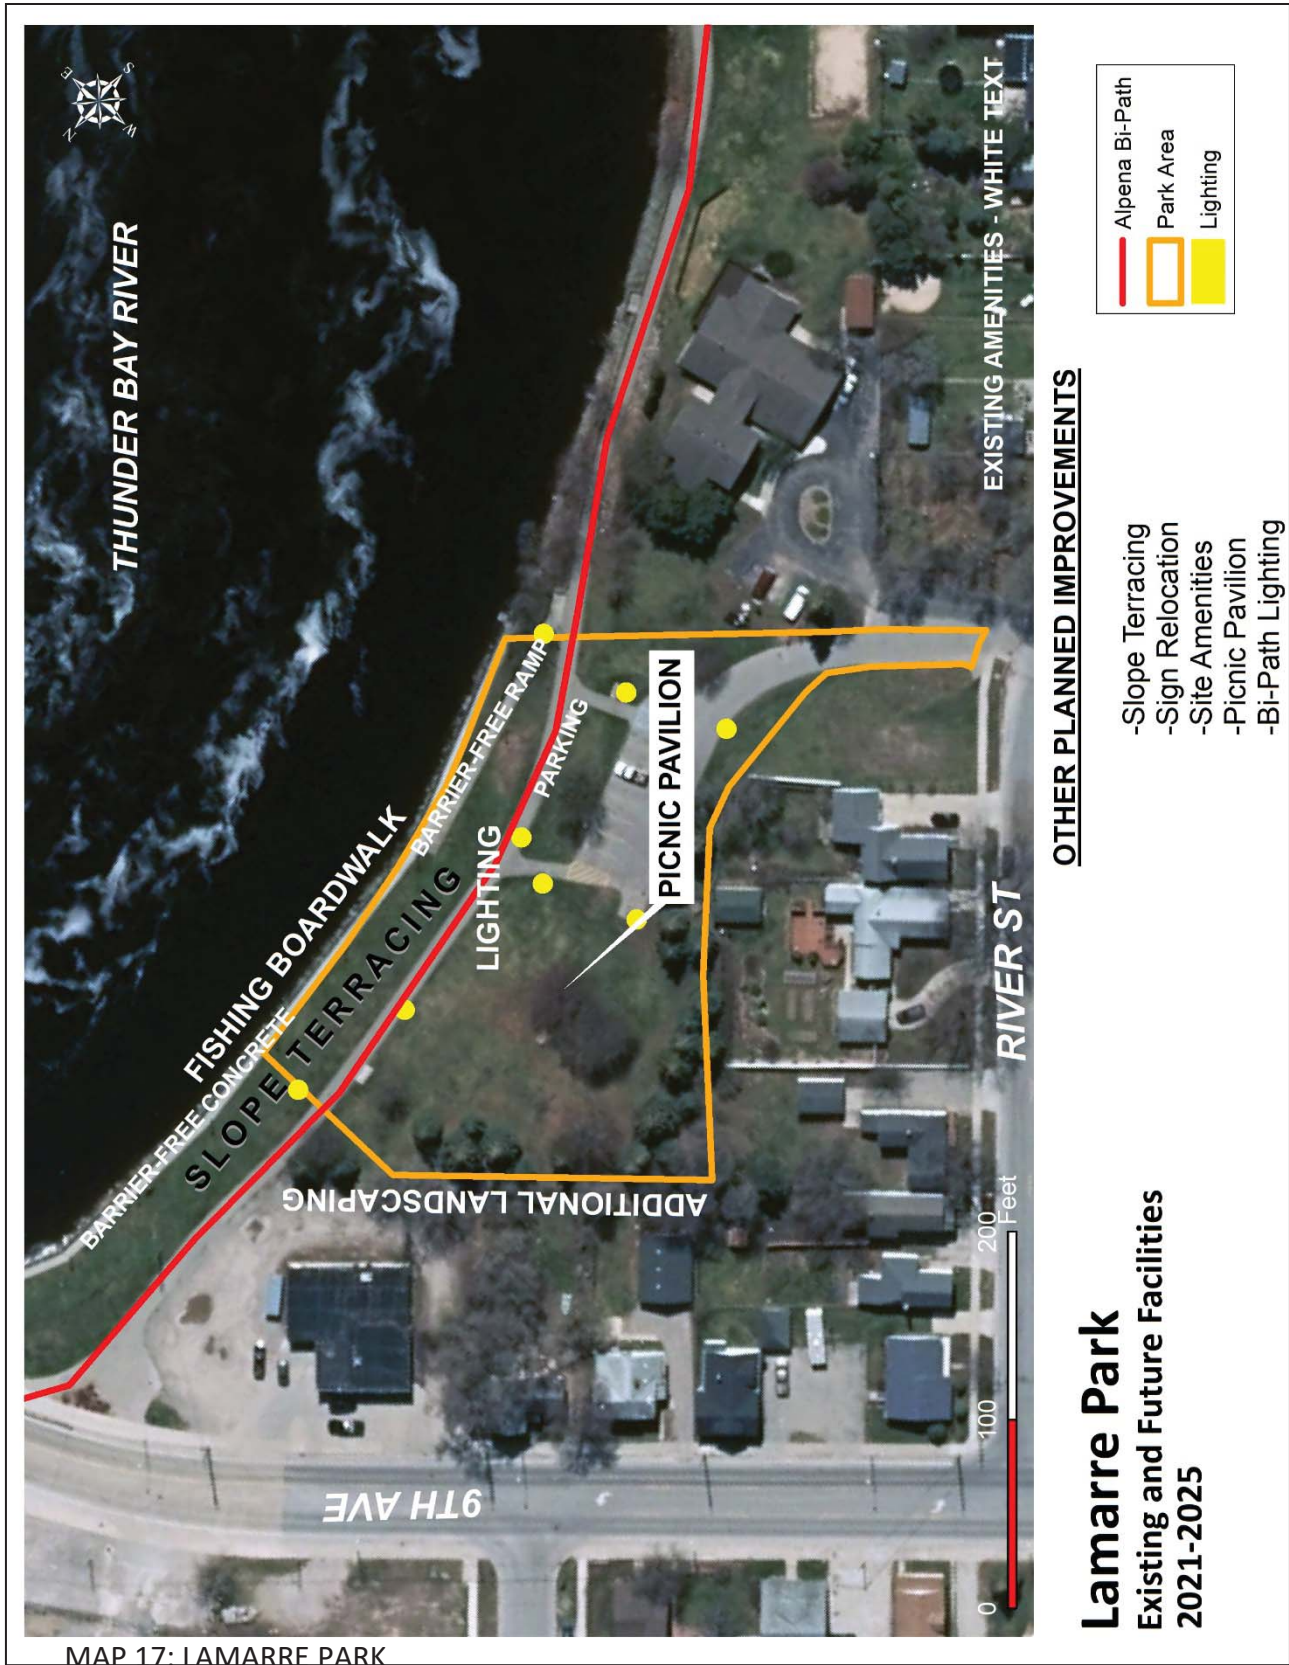 THUNDER BAY RIVER
N
E
S
W
FISHING BOARDWALK
BARRIER-FREE CONCRETE
SLOPE TERRACING
BARRIER-FREE RAMP
LIGHTING
PARKING
PICNIC PAVILION
ADDITIONAL LANDSCAPING
9TH AVE
RIVER ST
EXISTING AMENITIES - WHITE TEXT
0
100
200
Feet
Lamarre Park
Existing and Future Facilities
2021-2025
OTHER PLANNED IMPROVEMENTS
-Slope Terracing
-Sign Relocation
-Site Amenities
-Picnic Pavilion
-Bi-Path Lighting
Alpena Bi-Path
Park Area
Lighting
MAP 17: LAMARRE PARK